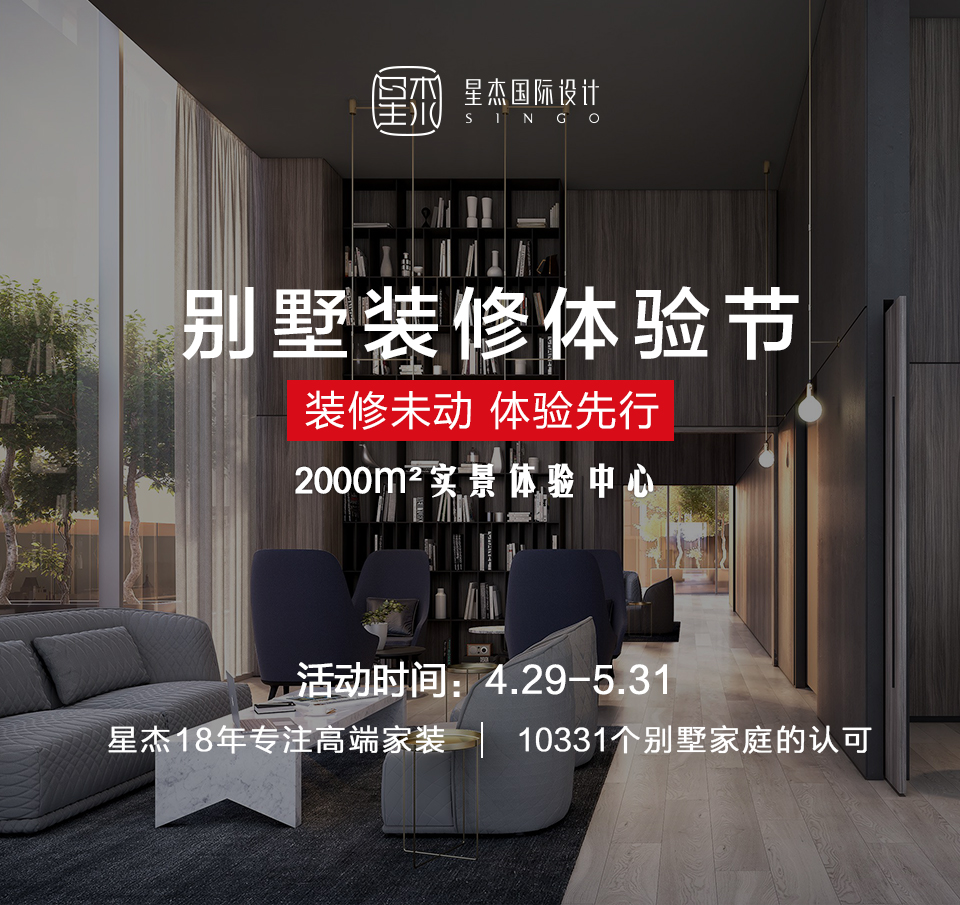 星杰
星杰国际设计
SINGO
别墅装修体验节
装修未动 体验先行
2000m²实景体验中心
活动时间：4.29-5.31
星杰18年专注高端家装 | 10331个别墅家庭的认可